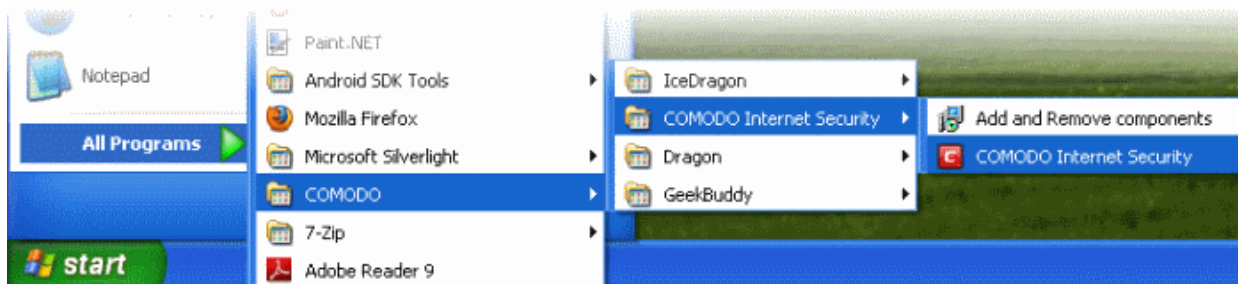 Notepad
All Programs
start
Paint.NET
Android SDK Tools
Mozilla Firefox
Microsoft Silverlight
COMODO
7-Zip
Adobe Reader 9
IceDragon
COMODO Internet Security
Dragon
GeekBuddy
Add and Remove components
COMODO Internet Security